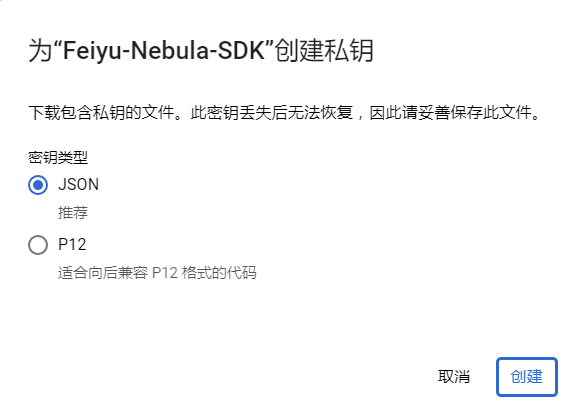 为“Feiyu-Nebula-SDK”创建私钥
下载包含私钥的文件。此密钥丢失后无法恢复，因此请妥善保存此文件。
密钥类型
JSON
推荐
P12
适合向后兼容 P12 格式的代码
取消
创建